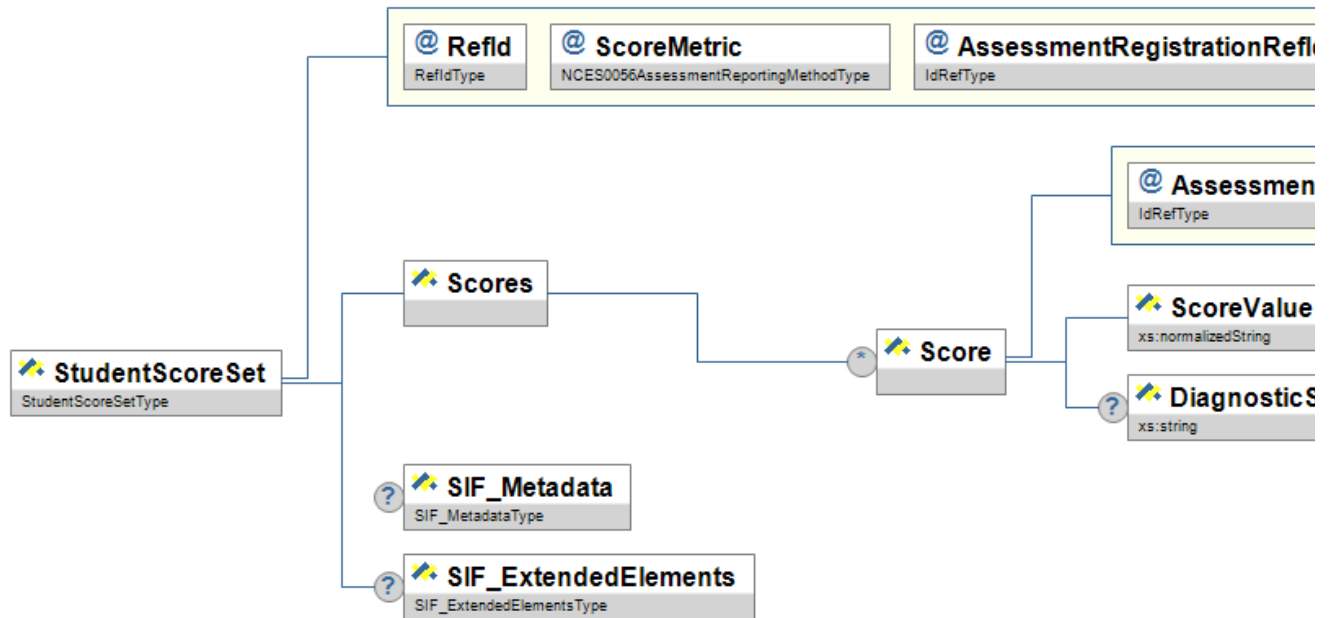 @ RefId
RefIdType
@ ScoreMetric
NCES0056AssessmentReportingMethodType
@ AssessmentRegistrationRefI
IdRefType
@ Assessmen
IdRefType
Scores
ScoreValue
xs:normalizedString
* Score
StudentScoreSet
StudentScoreSetType
? DiagnosticS
xs:string
? SIF_Metadata
SIF_MetadataType
? SIF_ExtendedElements
SIF_ExtendedElementsType